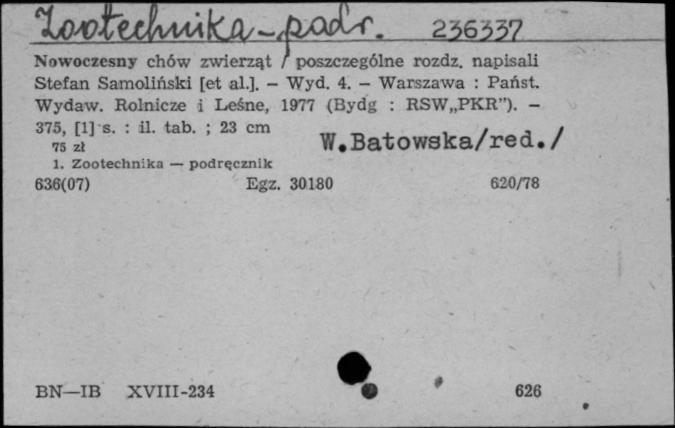 Zootechnika - podr. 236337
Nowoczesny chów zwierząt / poszczególne rozdz. napisali
Stefan Samoliński [et al.]. — Wyd. 4. — Warszawa : Państ.
Wydaw. Rolnicze i Leśne, 1977 (Bydg : RSW„PKR”). —
375, [1] s. : il. tab. ; 23 cm
W.Batowska/red./
75 zł
1. Zootechnika — podręcznik
636(07) Egz. 30180 620/78
BN—IB XVIII-234 626